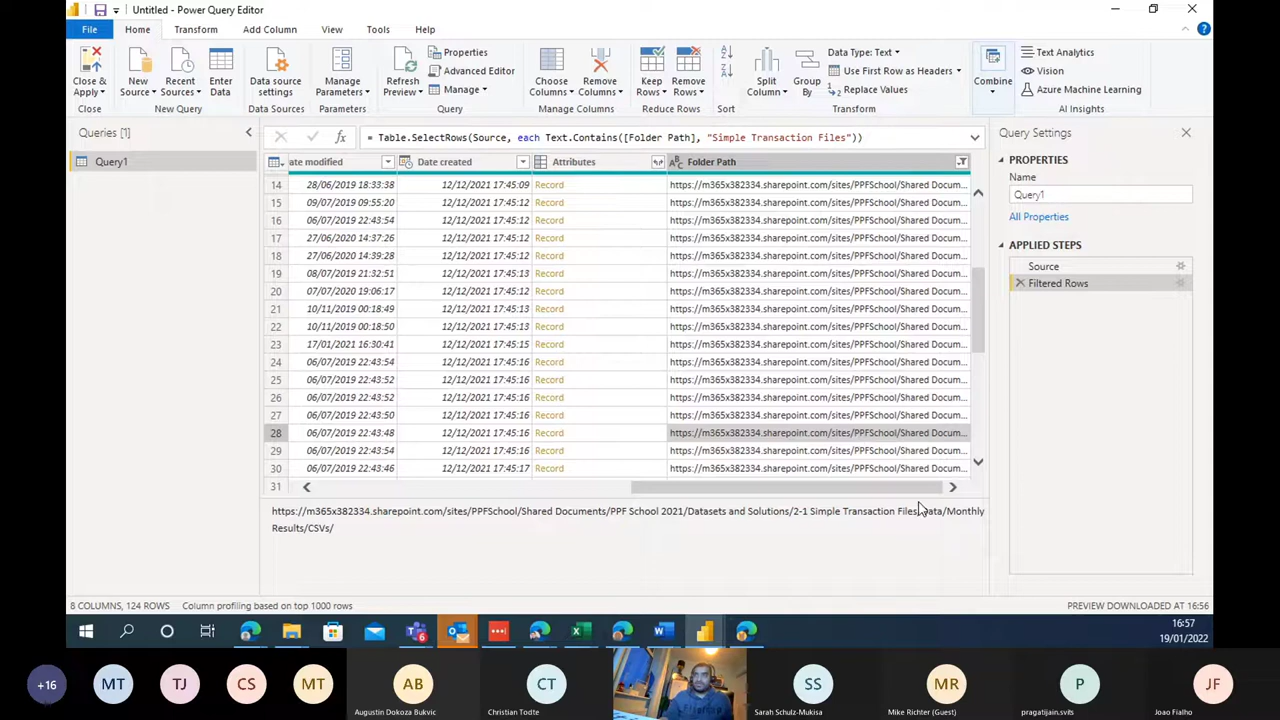 Untitled - Power Query Editor
File Home Transform Add Column View Tools Help
Close & Apply
New Source
Recent Sources
Enter Data
Data source settings
Manage Parameters
Refresh Preview
Properties
Advanced Editor
Manage
Choose Columns
Remove Columns
Keep Rows
Remove Rows
Split Column
Group By
Data Type: Text
Use First Row as Headers
Replace Values
Combine
Text Analytics
Vision
Azure Machine Learning
Close New Query Data Sources Parameters Query Manage Columns Reduce Rows Sort Transform AI Insights
Queries [1]
Query1
= Table.SelectRows(Source, each Text.Contains([Folder Path], "Simple Transaction Files"))
ate modified Date created Attributes Folder Path
14 28/06/2019 18:33:38 12/12/2021 17:45:09 Record https://m365x382334.sharepoint.com/sites/PPFSchool/Shared Docum...
15 09/07/2019 09:55:20 12/12/2021 17:45:12 Record https://m365x382334.sharepoint.com/sites/PPFSchool/Shared Docum...
16 06/07/2019 22:43:54 12/12/2021 17:45:12 Record https://m365x382334.sharepoint.com/sites/PPFSchool/Shared Docum...
17 27/06/2020 14:37:26 12/12/2021 17:45:12 Record https://m365x382334.sharepoint.com/sites/PPFSchool/Shared Docum...
18 27/06/2020 14:39:28 12/12/2021 17:45:12 Record https://m365x382334.sharepoint.com/sites/PPFSchool/Shared Docum...
19 08/07/2019 21:32:51 12/12/2021 17:45:13 Record https://m365x382334.sharepoint.com/sites/PPFSchool/Shared Docum...
20 07/07/2020 19:06:17 12/12/2021 17:45:13 Record https://m365x382334.sharepoint.com/sites/PPFSchool/Shared Docum...
21 10/11/2019 00:18:49 12/12/2021 17:45:13 Record https://m365x382334.sharepoint.com/sites/PPFSchool/Shared Docum...
22 10/11/2019 00:18:50 12/12/2021 17:45:13 Record https://m365x382334.sharepoint.com/sites/PPFSchool/Shared Docum...
23 17/01/2021 16:30:41 12/12/2021 17:45:15 Record https://m365x382334.sharepoint.com/sites/PPFSchool/Shared Docum...
24 06/07/2019 22:43:54 12/12/2021 17:45:16 Record https://m365x382334.sharepoint.com/sites/PPFSchool/Shared Docum...
25 06/07/2019 22:43:52 12/12/2021 17:45:16 Record https://m365x382334.sharepoint.com/sites/PPFSchool/Shared Docum...
26 06/07/2019 22:43:52 12/12/2021 17:45:16 Record https://m365x382334.sharepoint.com/sites/PPFSchool/Shared Docum...
27 06/07/2019 22:43:50 12/12/2021 17:45:16 Record https://m365x382334.sharepoint.com/sites/PPFSchool/Shared Docum...
28 06/07/2019 22:43:48 12/12/2021 17:45:16 Record https://m365x382334.sharepoint.com/sites/PPFSchool/Shared Docum...
29 06/07/2019 22:43:54 12/12/2021 17:45:16 Record https://m365x382334.sharepoint.com/sites/PPFSchool/Shared Docum...
30 06/07/2019 22:43:46 12/12/2021 17:45:17 Record https://m365x382334.sharepoint.com/sites/PPFSchool/Shared Docum...
31
https://m365x382334.sharepoint.com/sites/PPFSchool/Shared Documents/PPF School 2021/Datasets and Solutions/2-1 Simple Transaction Files ata/Monthly
Results/CSVs/
Query Settings
PROPERTIES
Name
Query1
All Properties
APPLIED STEPS
Source
Filtered Rows
8 COLUMNS, 124 ROWS Column profiling based on top 1000 rows PREVIEW DOWNLOADED AT 16:56
16:57
19/01/2022
+16 MT TJ CS MT AB CT SS MR P JF
Augustin Dokoza Bukvic Christian Todte Sarah Schulz-Mukisa Mike Richter (Guest) pragatijain.svits Joao Fialho